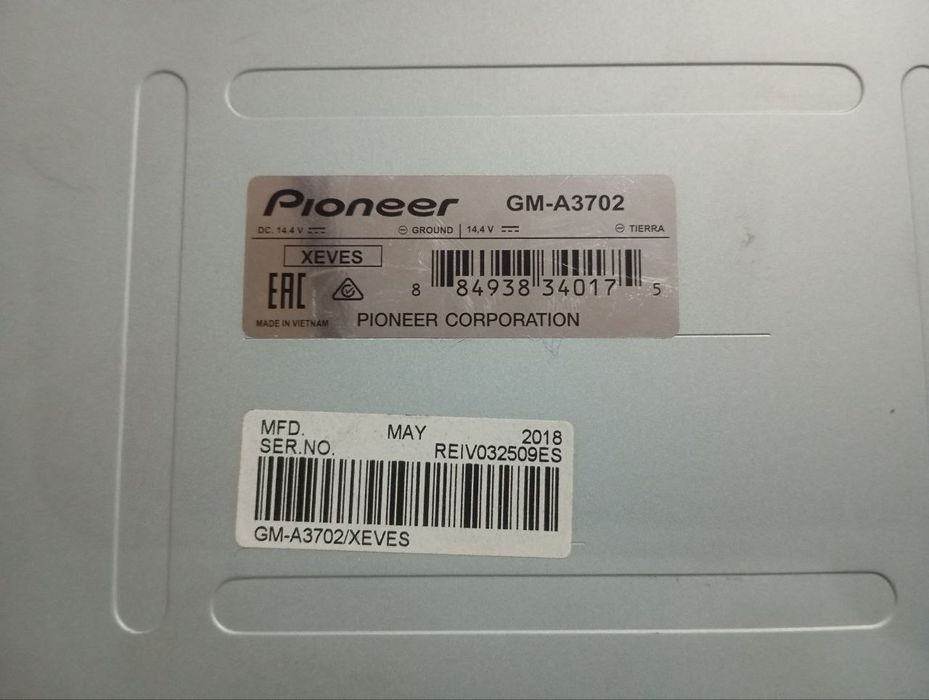 Pioneer GM-A3702
DC. 14.4 V ⎓ ⊖ GROUND 14,4 V ⎓ ⊖ TIERRA
XEVES
EAC
8 84938 34017 5
MADE IN VIETNAM PIONEER CORPORATION
MFD. MAY 2018
SER.NO. REIV032509ES
GM-A3702/XEVES